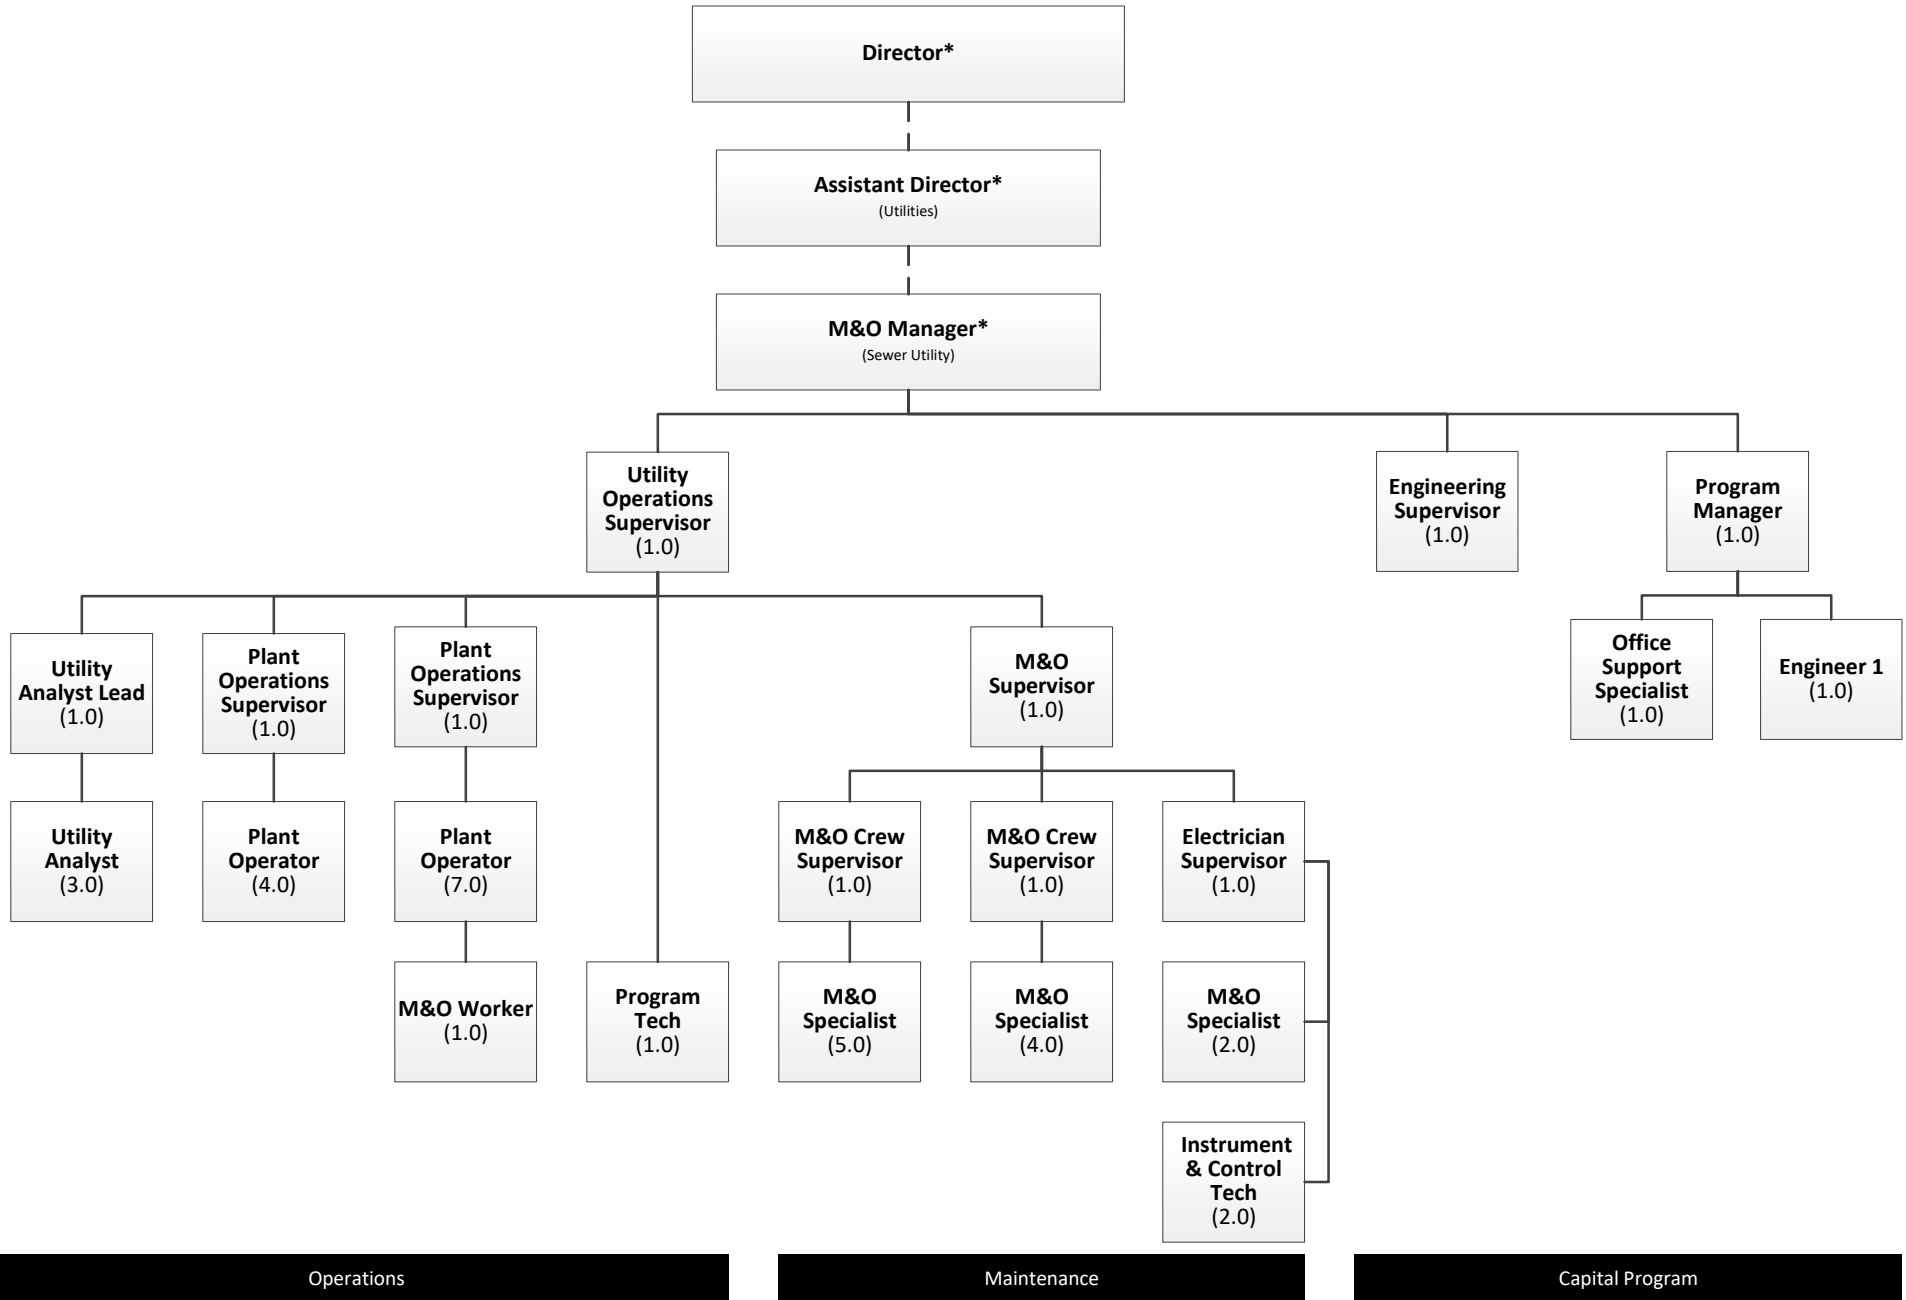 Director*
Assistant Director*
(Utilities)
M&O Manager*
(Sewer Utility)
Utility
Operations
Supervisor
(1.0)
Engineering
Supervisor
(1.0)
Program
Manager
(1.0)
Utility
Analyst Lead
(1.0)
Plant
Operations
Supervisor
(1.0)
Plant
Operations
Supervisor
(1.0)
M&O
Supervisor
(1.0)
Office
Support
Specialist
(1.0)
Engineer 1
(1.0)
Utility
Analyst
(3.0)
Plant
Operator
(4.0)
Plant
Operator
(7.0)
M&O Crew
Supervisor
(1.0)
M&O Crew
Supervisor
(1.0)
Electrician
Supervisor
(1.0)
M&O Worker
(1.0)
Program
Tech
(1.0)
M&O
Specialist
(5.0)
M&O
Specialist
(4.0)
M&O
Specialist
(2.0)
Instrument
& Control
Tech
(2.0)
Operations
Maintenance
Capital Program